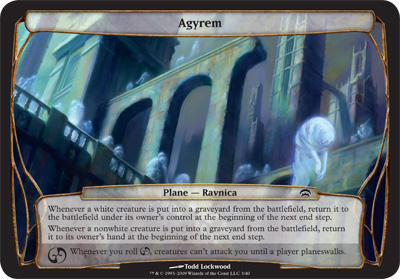 Agyrem
Plane — Ravnica
Whenever a white creature is put into a graveyard from the battlefield, return it to
the battlefield under its owner's control at the beginning of the next end step.
Whenever a nonwhite creature is put into a graveyard from the battlefield, return
it to its owner's hand at the beginning of the next end step.
Whenever you roll , creatures can't attack you until a player planeswalks.
Todd Lockwood
™ & © 1993–2009 Wizards of the Coast LLC 1/40